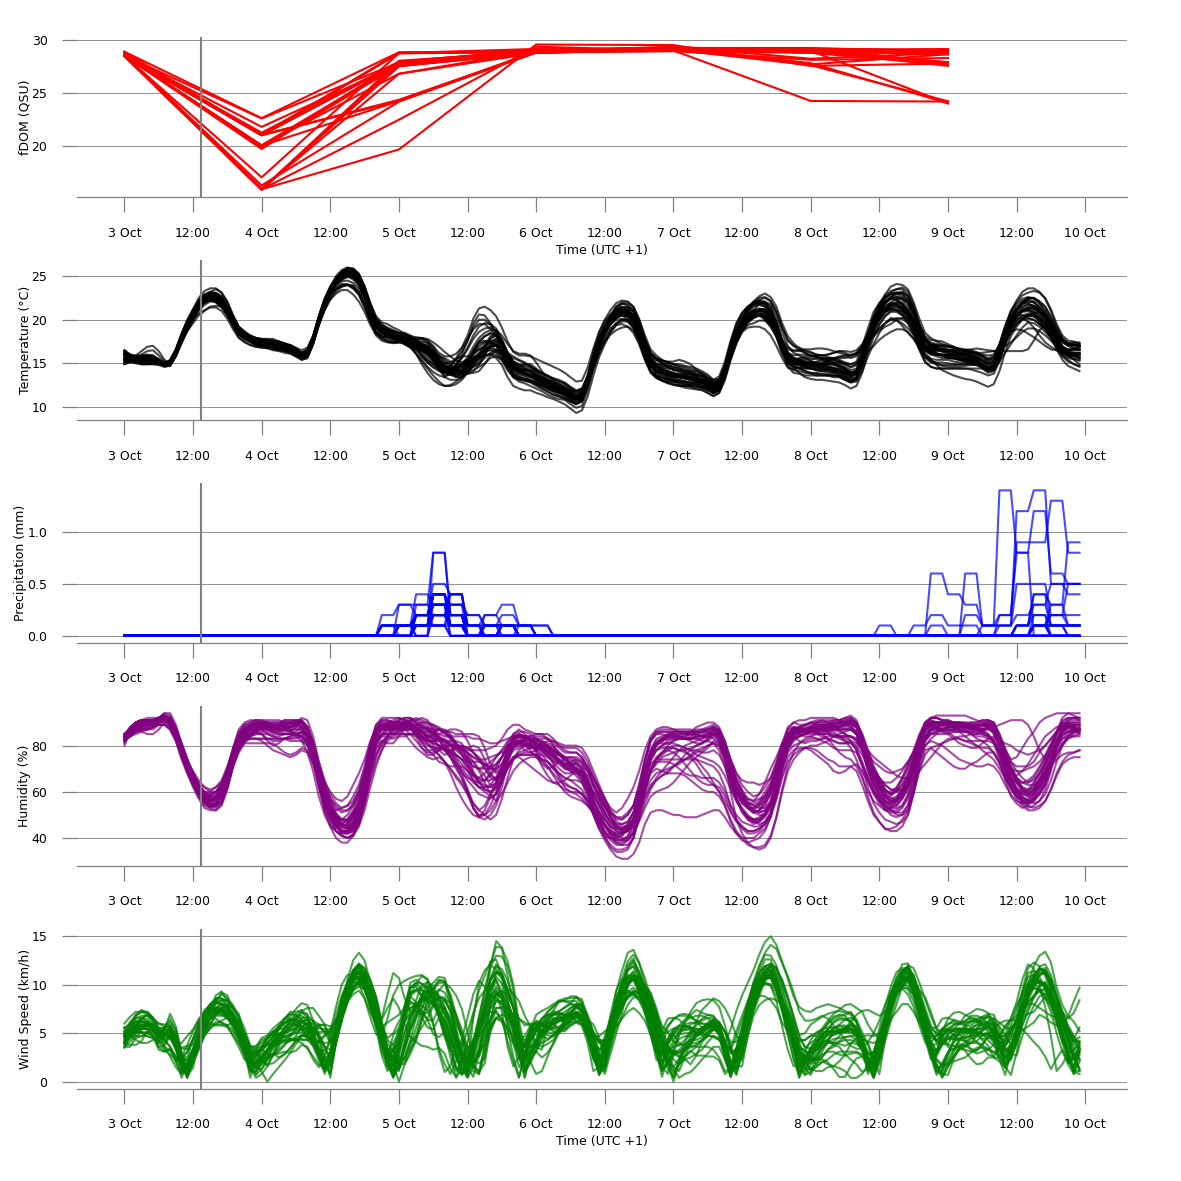 30
25
20
fDOM (QSU)
3 Oct 12:00 4 Oct 12:00 5 Oct 12:00 6 Oct 12:00 7 Oct 12:00 8 Oct 12:00 9 Oct 12:00 10 Oct
Time (UTC +1)
25
20
15
10
Temperature (°C)
3 Oct 12:00 4 Oct 12:00 5 Oct 12:00 6 Oct 12:00 7 Oct 12:00 8 Oct 12:00 9 Oct 12:00 10 Oct
1.0
0.5
0.0
Precipitation (mm)
3 Oct 12:00 4 Oct 12:00 5 Oct 12:00 6 Oct 12:00 7 Oct 12:00 8 Oct 12:00 9 Oct 12:00 10 Oct
80
60
40
Humidity (%)
3 Oct 12:00 4 Oct 12:00 5 Oct 12:00 6 Oct 12:00 7 Oct 12:00 8 Oct 12:00 9 Oct 12:00 10 Oct
15
10
5
0
Wind Speed (km/h)
3 Oct 12:00 4 Oct 12:00 5 Oct 12:00 6 Oct 12:00 7 Oct 12:00 8 Oct 12:00 9 Oct 12:00 10 Oct
Time (UTC +1)